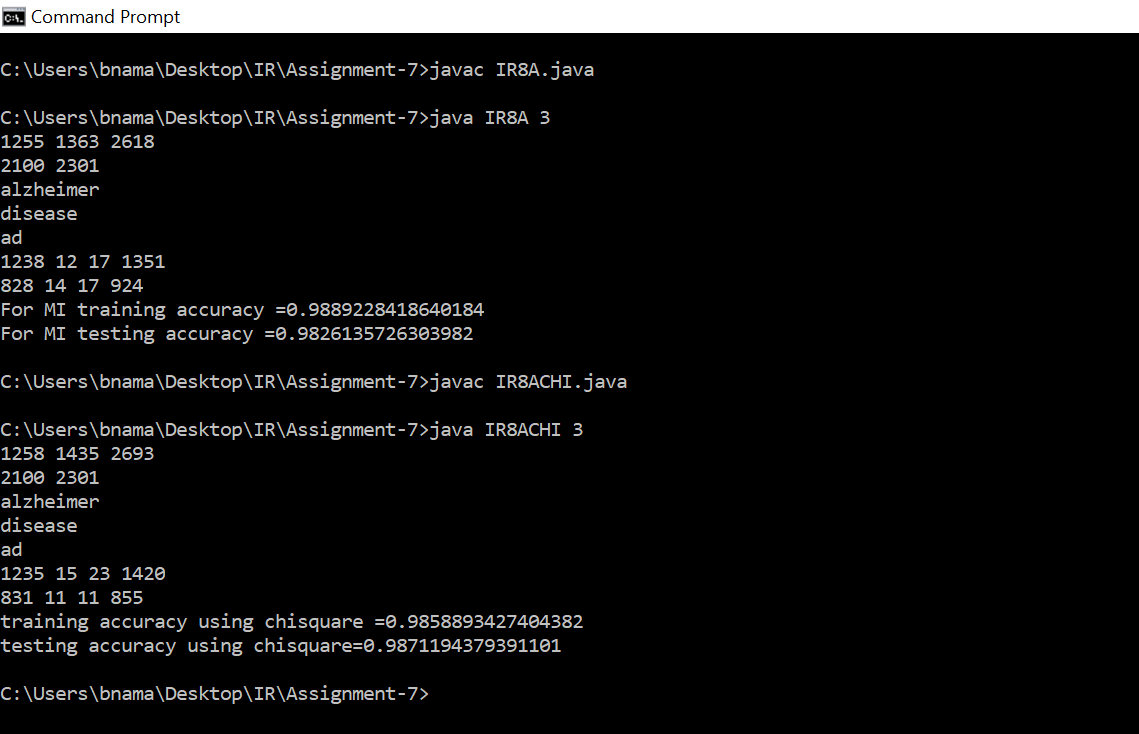 Command Prompt
C:\Users\bnama\Desktop\IR\Assignment-7>javac IR8A.java
C:\Users\bnama\Desktop\IR\Assignment-7>java IR8A 3
1255 1363 2618
2100 2301
alzheimer
disease
ad
1238 12 17 1351
828 14 17 924
For MI training accuracy =0.9889228418640184
For MI testing accuracy =0.9826135726303982
C:\Users\bnama\Desktop\IR\Assignment-7>javac IR8ACHI.java
C:\Users\bnama\Desktop\IR\Assignment-7>java IR8ACHI 3
1258 1435 2693
2100 2301
alzheimer
disease
ad
1235 15 23 1420
831 11 11 855
training accuracy using chisquare =0.9858893427404382
testing accuracy using chisquare=0.9871194379391101
C:\Users\bnama\Desktop\IR\Assignment-7>